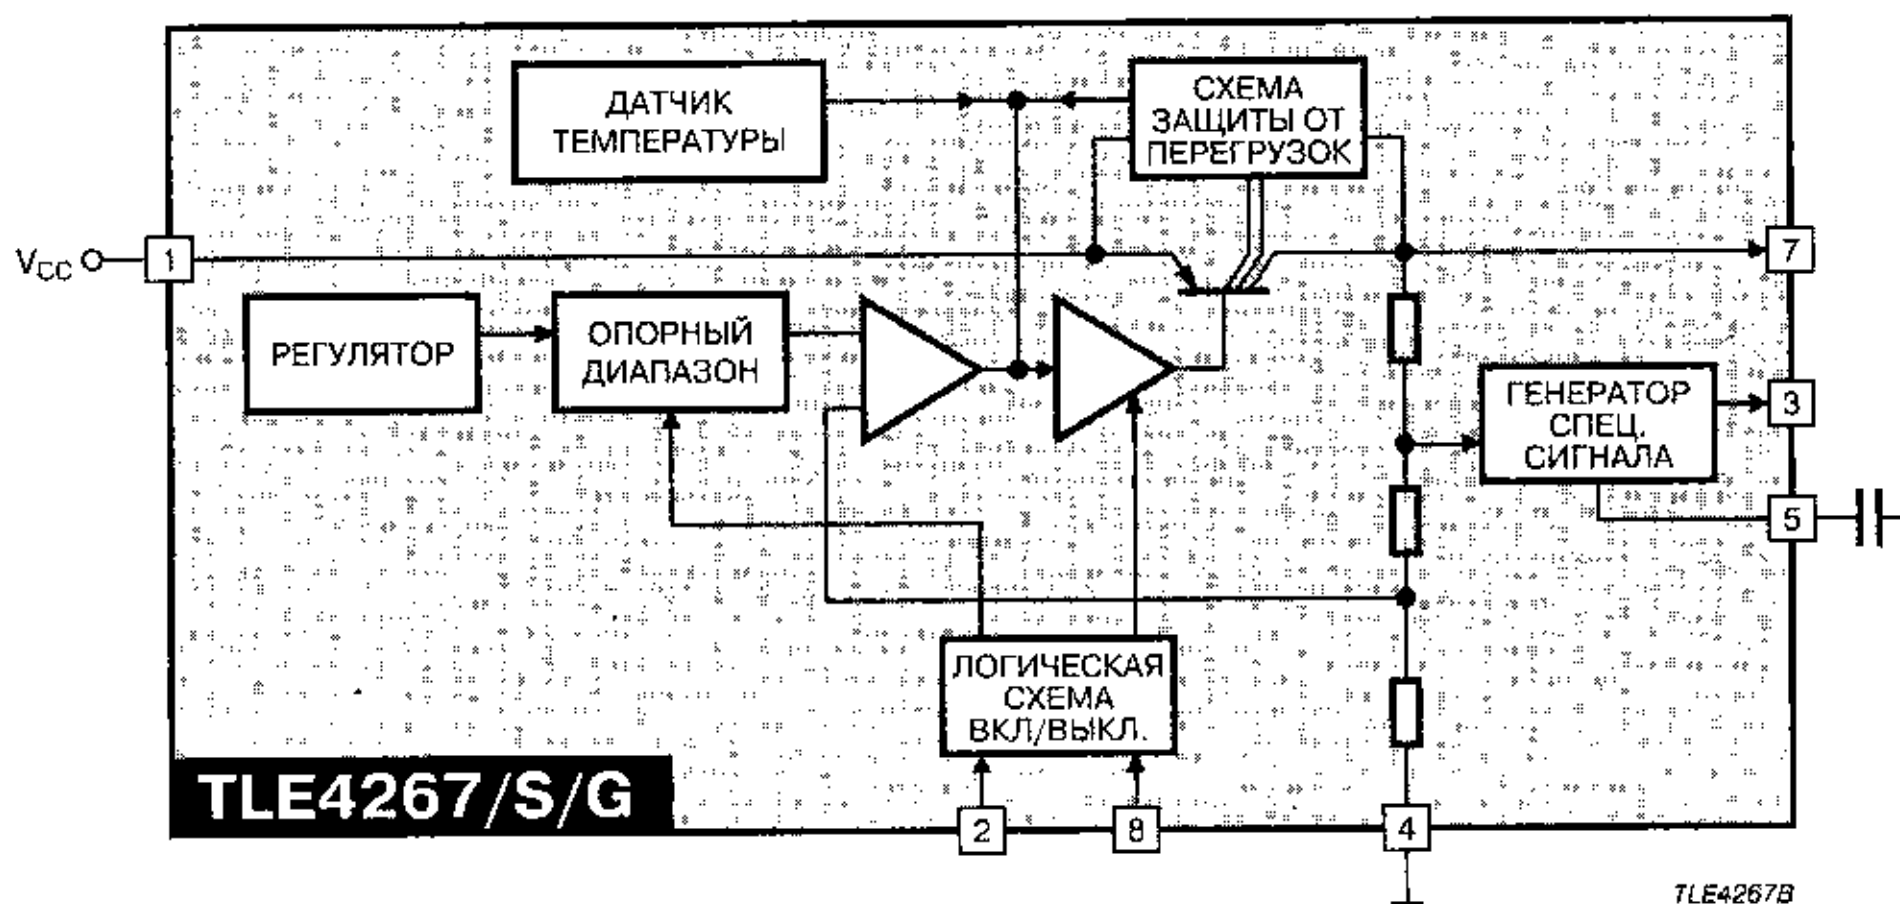 ДАТЧИК
ТЕМПЕРАТУРЫ
СХЕМА
ЗАЩИТЫ ОТ
ПЕРЕГРУЗОК
VCC
1
7
РЕГУЛЯТОР
ОПОРНЫЙ
ДИАПАЗОН
ГЕНЕРАТОР
СПЕЦ.
СИГНАЛА
3
5
ЛОГИЧЕСКАЯ
СХЕМА
ВКЛ/ВЫКЛ.
TLE4267/S/G
2
8
4
TLE4267B